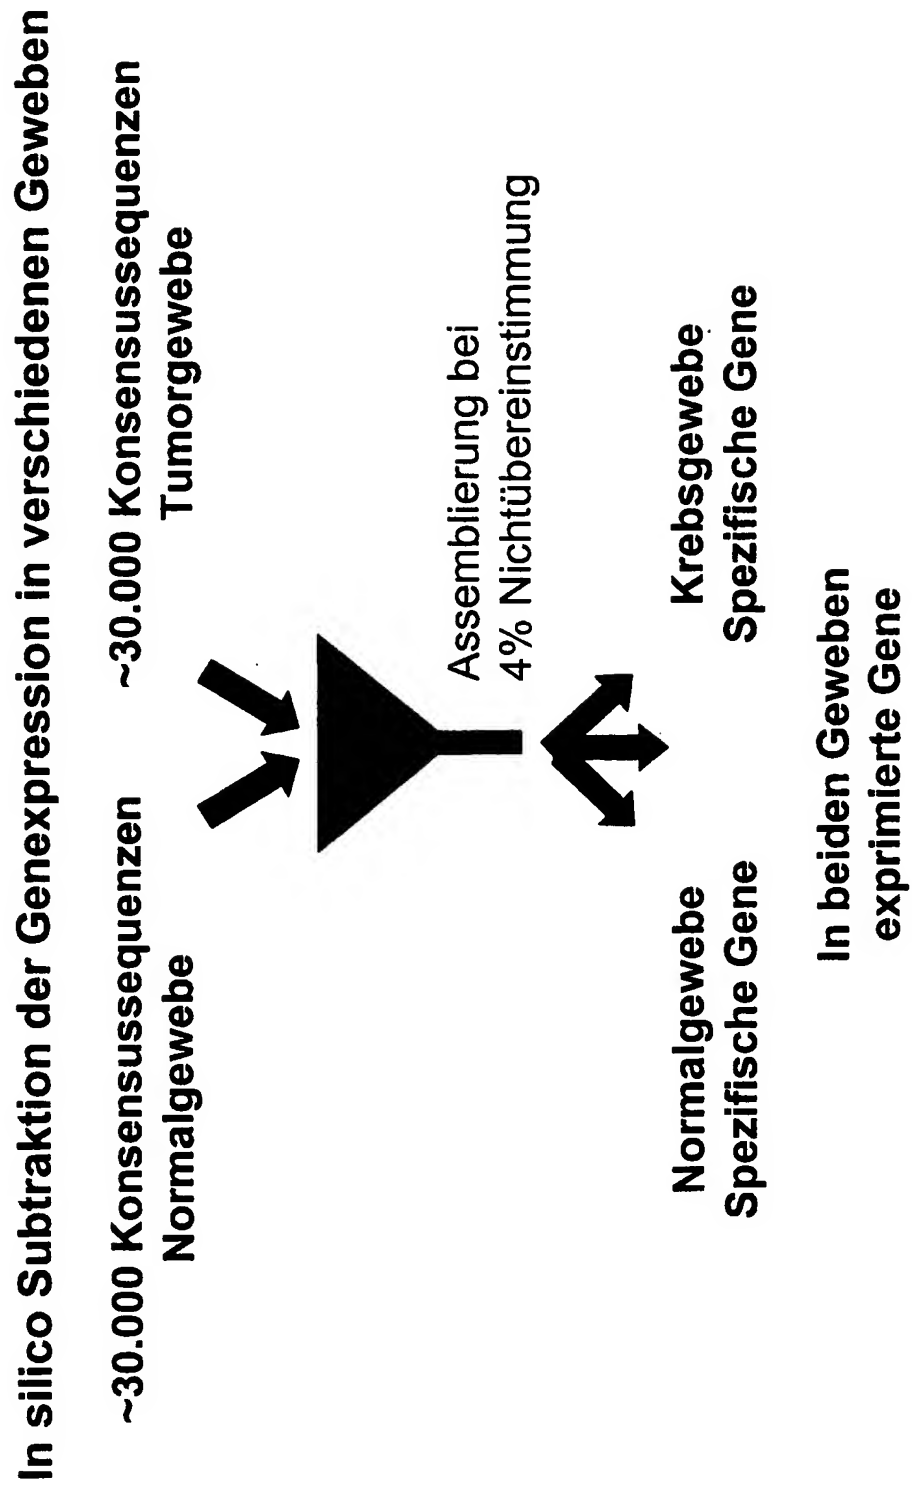 In silico Subtraktion der Genexpression in verschiedenen Geweben
~30.000 Konsensussequenzen
Normalgewebe
~30.000 Konsensussequenzen
Tumorgewebe
Assemblierung bei
4% Nichtübereinstimmung
Normalgewebe
Spezifische Gene
Krebsgewebe
Spezifische Gene
In beiden Geweben
exprimierte Gene